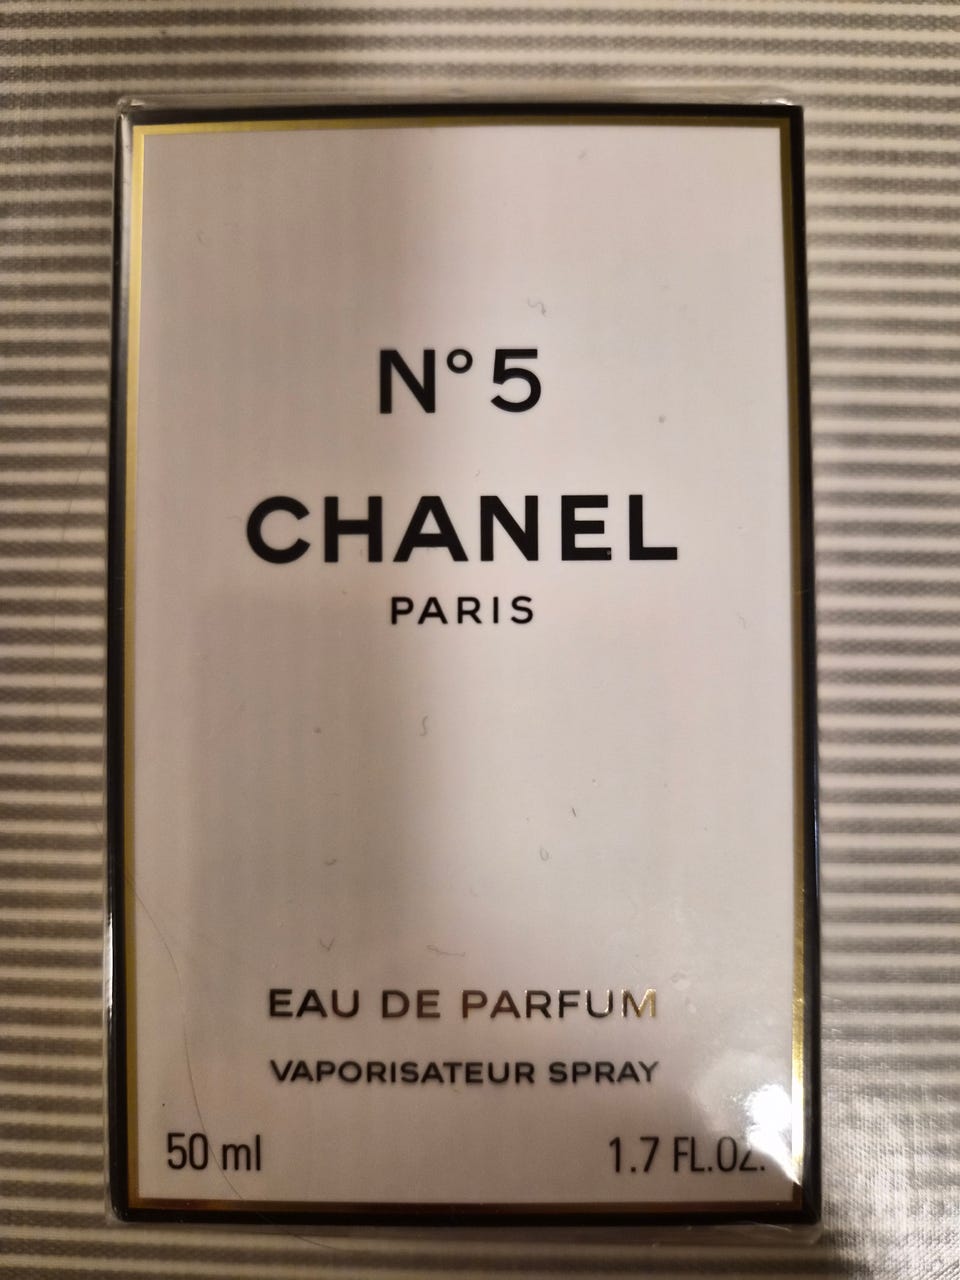 N°5
CHANEL
PARIS
EAU DE PARFUM
VAPORISATEUR SPRAY
50 ml 1.7 FL.OZ.